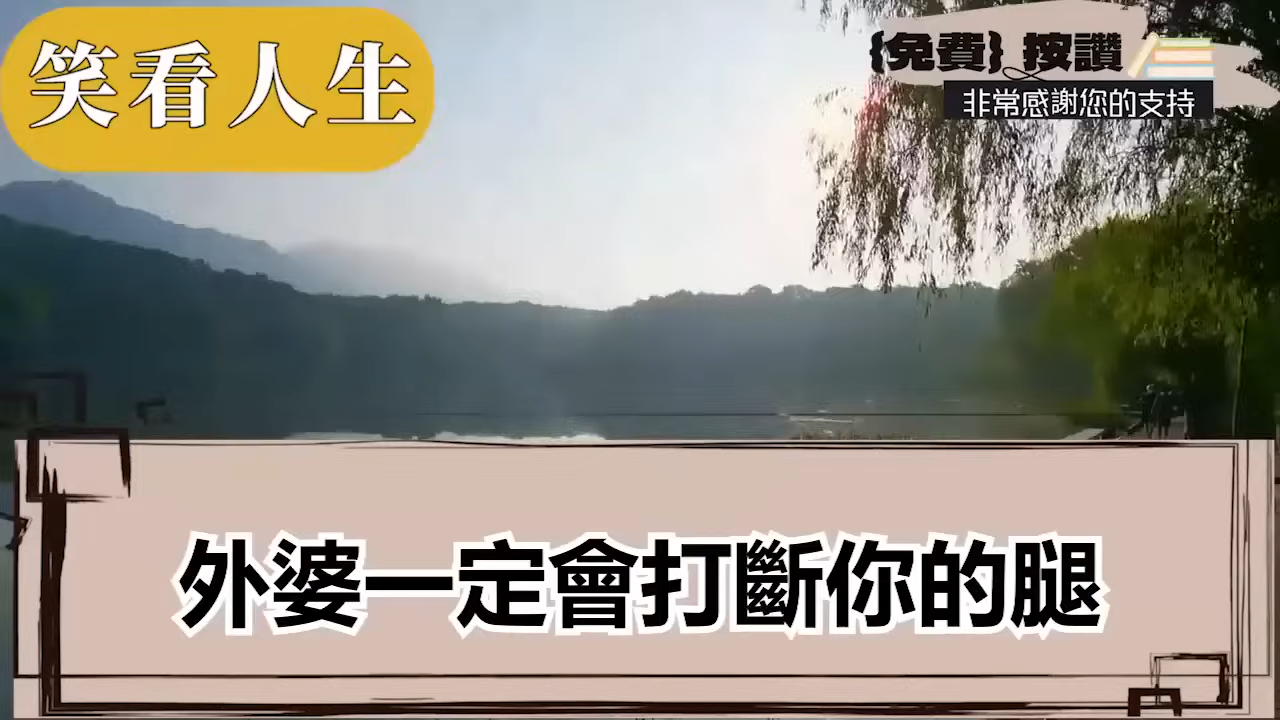 笑看人生
{免費} 按讚
非常感謝您的支持
外婆一定會打斷你的腿